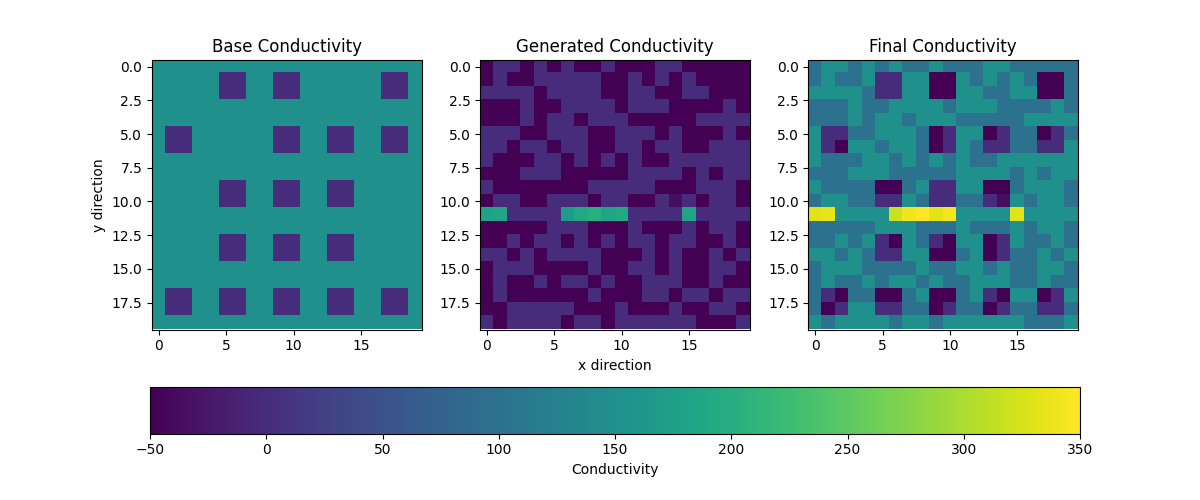 Base Conductivity Generated Conductivity Final Conductivity
0.0 0.0 0.0
2.5 2.5 2.5
5.0 5.0 5.0
7.5 7.5 7.5
y direction
10.0 10.0 10.0
12.5 12.5 12.5
15.0 15.0 15.0
17.5 17.5 17.5
0 5 10 15 0 5 10 15 0 5 10 15
x direction
−50 0 50 100 150 200 250 300 350
Conductivity